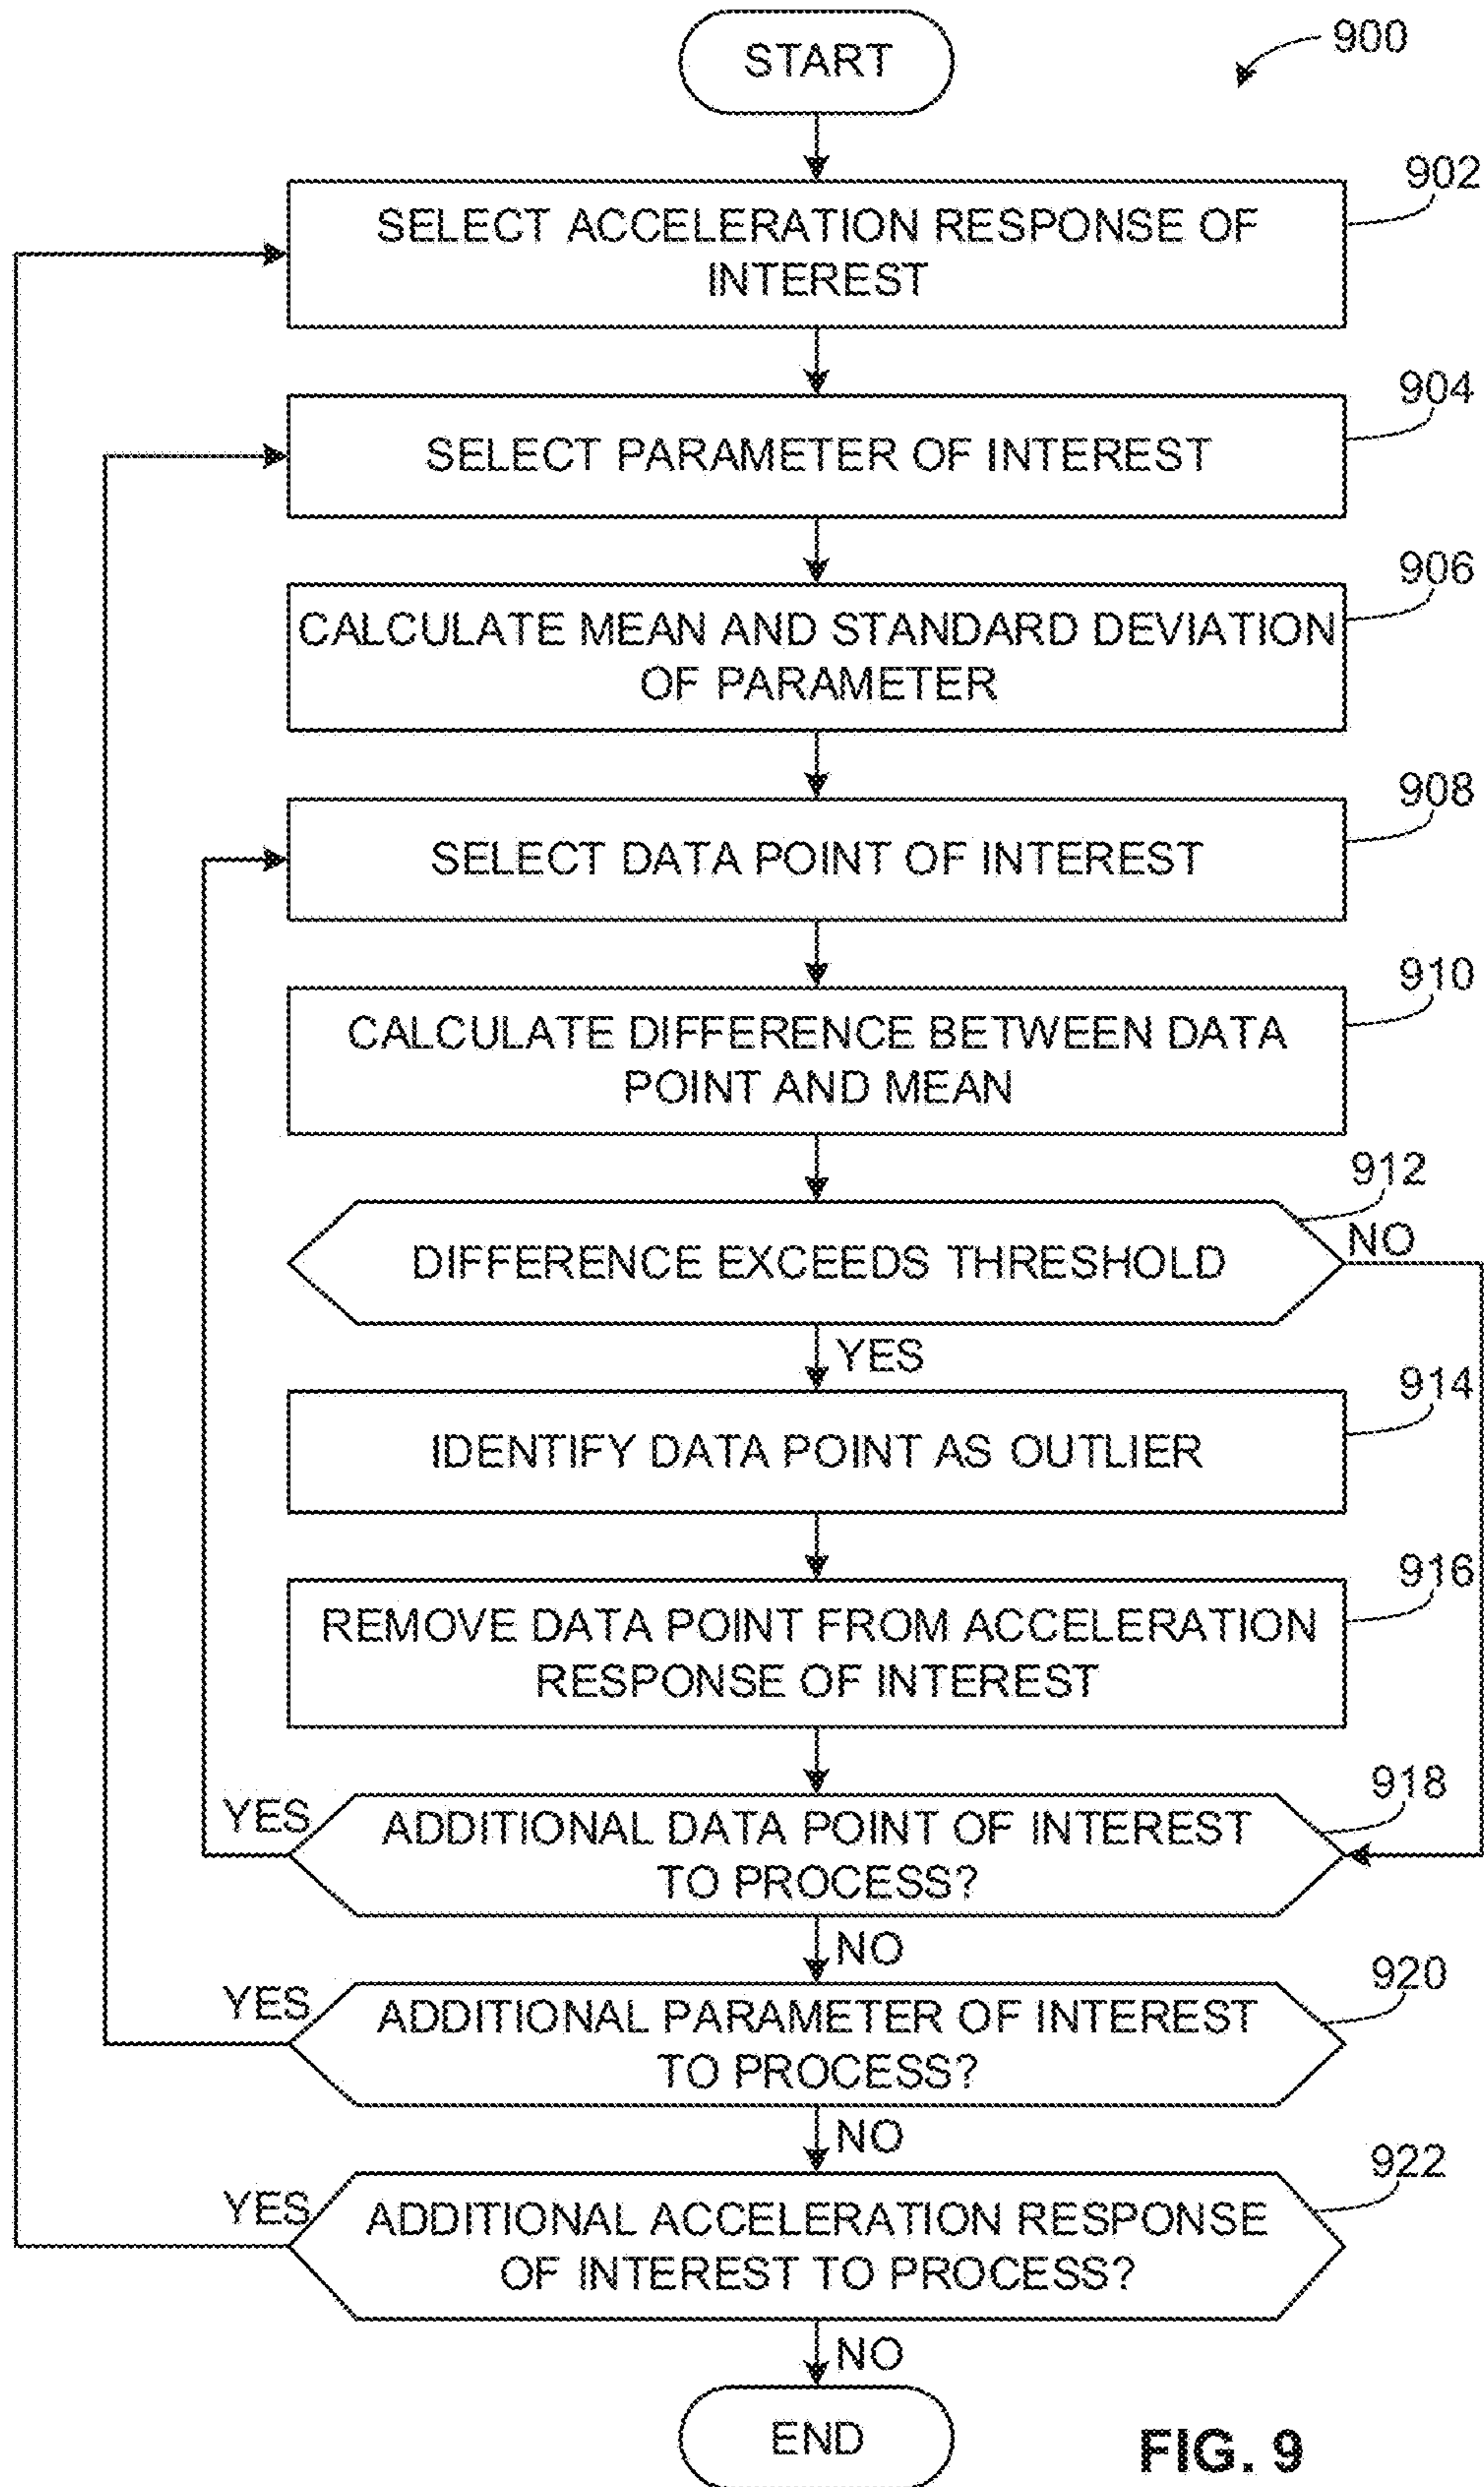 START
900
902
SELECT ACCELERATION RESPONSE OF
INTEREST
904
SELECT PARAMETER OF INTEREST
906
CALCULATE MEAN AND STANDARD DEVIATION
OF PARAMETER
908
SELECT DATA POINT OF INTEREST
910
CALCULATE DIFFERENCE BETWEEN DATA
POINT AND MEAN
912
DIFFERENCE EXCEEDS THRESHOLD
NO
YES
914
IDENTIFY DATA POINT AS OUTLIER
916
REMOVE DATA POINT FROM ACCELERATION
RESPONSE OF INTEREST
918
YES
ADDITIONAL DATA POINT OF INTEREST
TO PROCESS?
NO
920
YES
ADDITIONAL PARAMETER OF INTEREST
TO PROCESS?
NO
922
YES
ADDITIONAL ACCELERATION RESPONSE
OF INTEREST TO PROCESS?
NO
END
FIG. 9